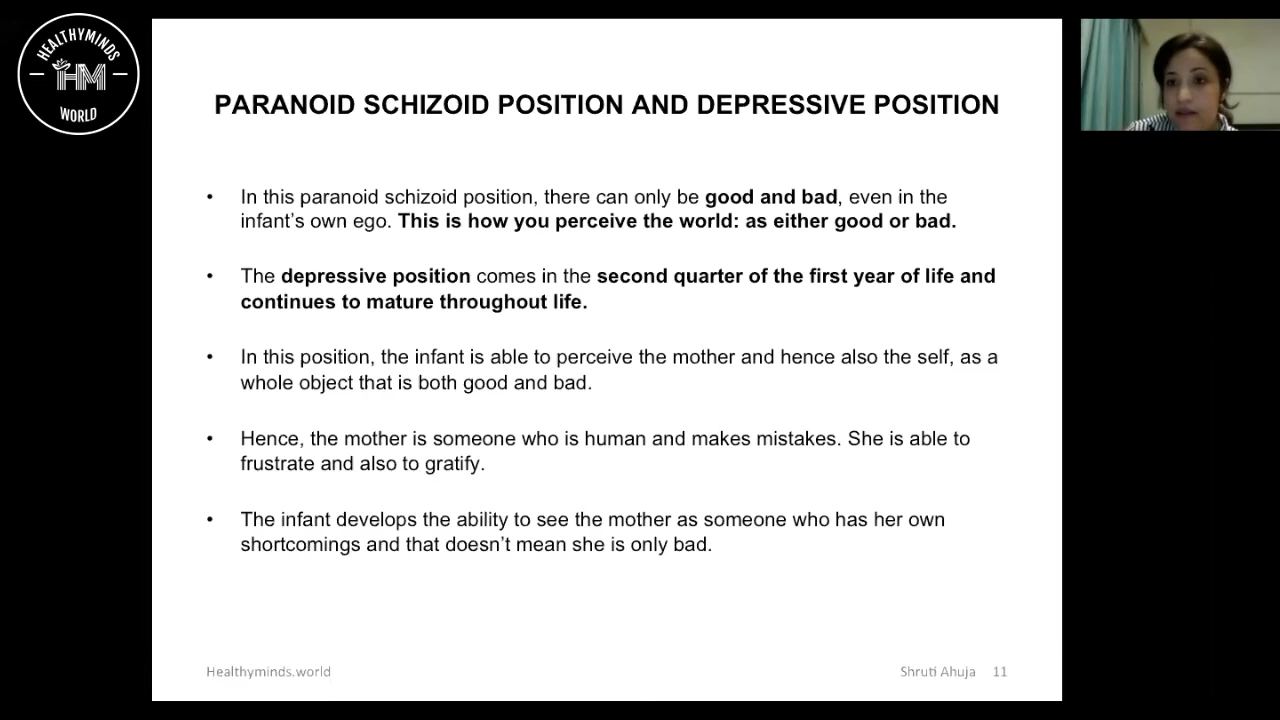 HEALTHYMINDS
HM
WORLD
PARANOID SCHIZOID POSITION AND DEPRESSIVE POSITION
• In this paranoid schizoid position, there can only be good and bad, even in the
infant’s own ego. This is how you perceive the world: as either good or bad.
• The depressive position comes in the second quarter of the first year of life and
continues to mature throughout life.
• In this position, the infant is able to perceive the mother and hence also the self, as a
whole object that is both good and bad.
• Hence, the mother is someone who is human and makes mistakes. She is able to
frustrate and also to gratify.
• The infant develops the ability to see the mother as someone who has her own
shortcomings and that doesn’t mean she is only bad.
Healthyminds.world
Shruti Ahuja 11